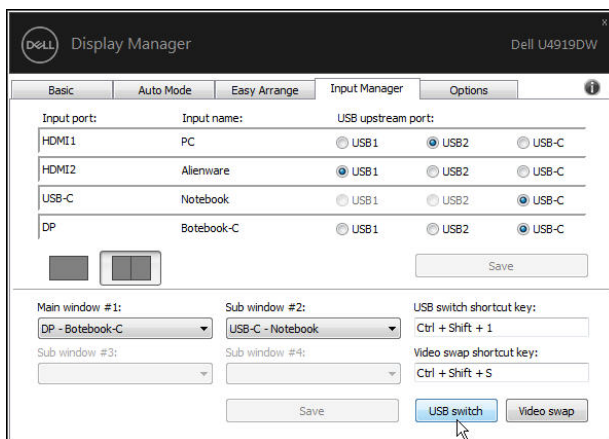 DELL Display Manager Dell U4919DW
x
Basic Auto Mode Easy Arrange Input Manager Options i
Input port: Input name: USB upstream port:
HDMI1 PC USB1 USB2 USB-C
HDMI2 Alienware USB1 USB2 USB-C
USB-C Notebook USB1 USB2 USB-C
DP Botebook-C USB1 USB2 USB-C
Save
Main window #1: Sub window #2: USB switch shortcut key:
DP - Botebook-C USB-C - Notebook Ctrl + Shift + 1
Sub window #3: Sub window #4: Video swap shortcut key:
Ctrl + Shift + S
Save USB switch Video swap